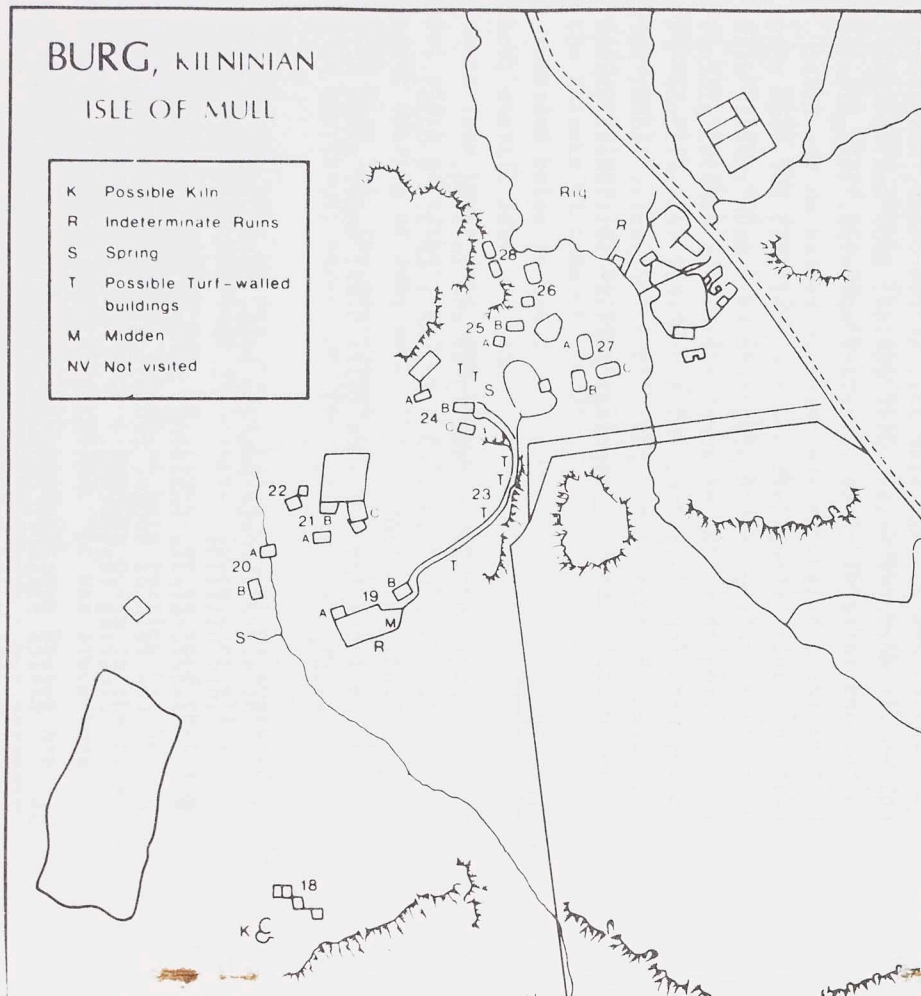 BURG, KILNINIAN
ISLE OF MULL
K Possible Kiln
R Indeterminate Ruins
S Spring
T Possible Turf-walled
buildings
M Midden
NV Not visited
Rig
R
28
26
25 B
A
A 27
C
B
T T
S
A
B
24 C
T
T
23
T
T
22
21 B C
A
A
20
B
S
B
19
A
M
R
18
K